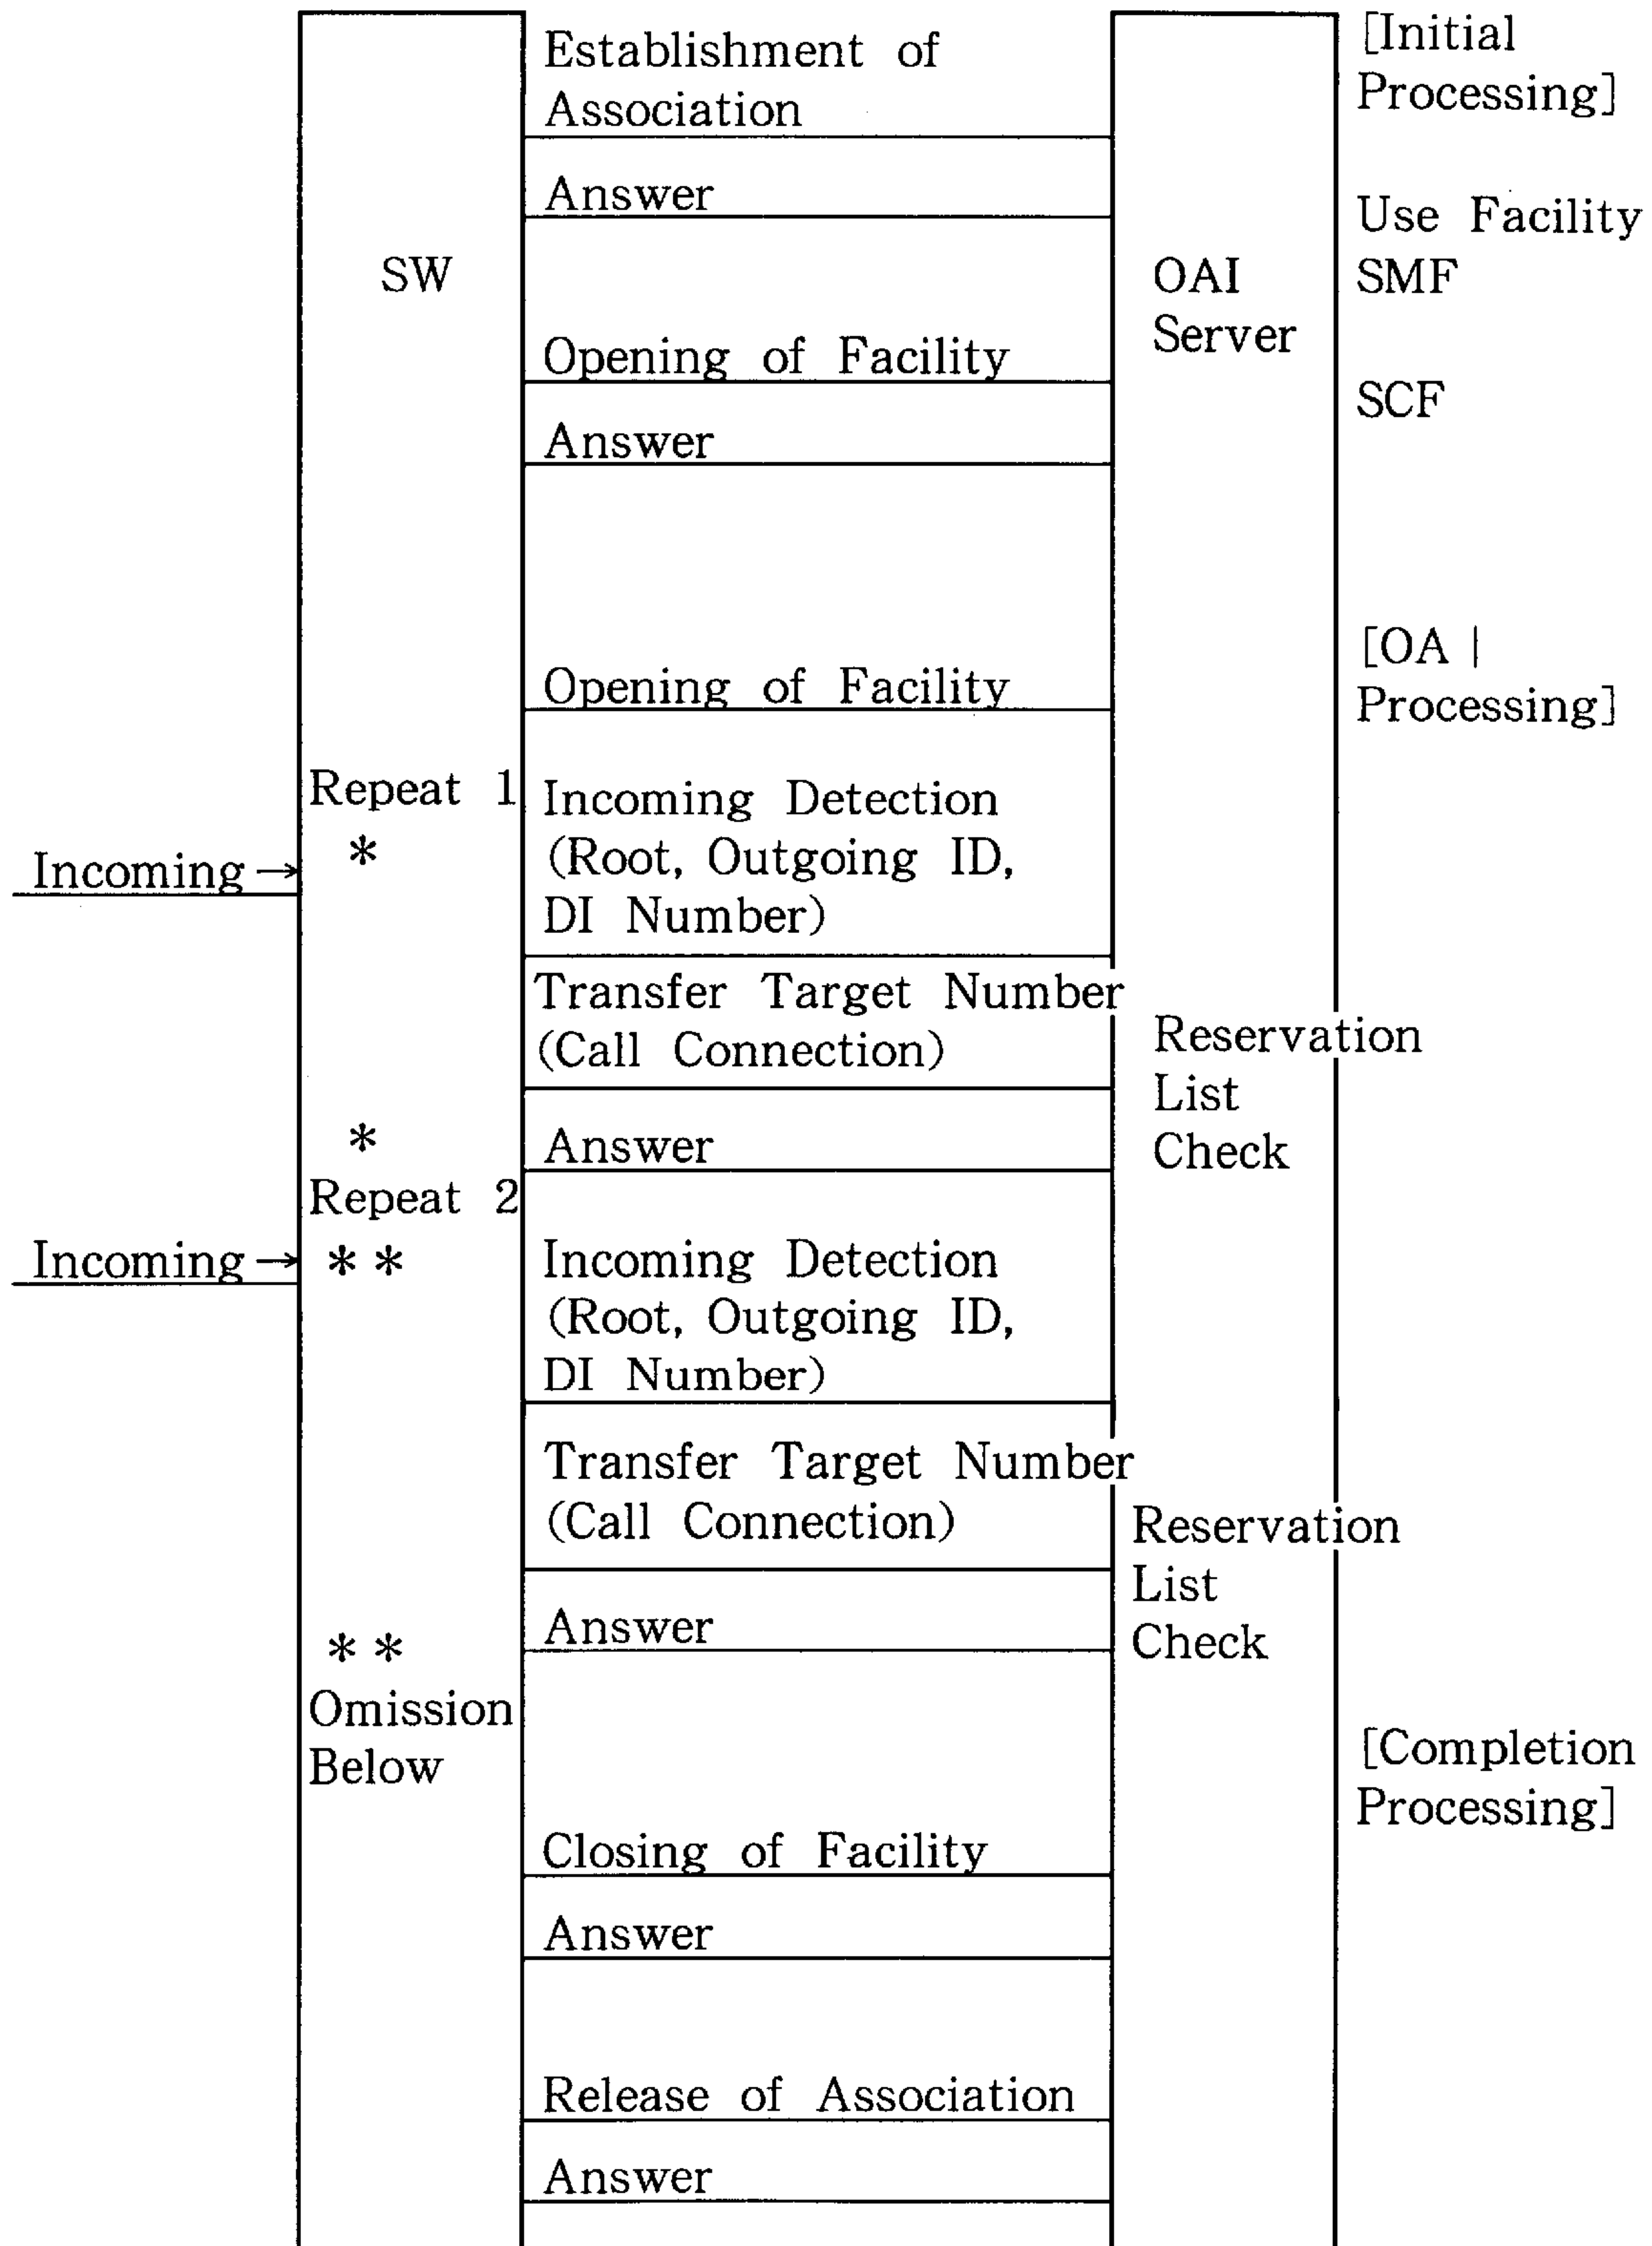 Establishment of
Association
[Initial
Processing]
Answer
Use Facility
SW
OAI
Server
SMF
Opening of Facility
SCF
Answer
[OA |
Processing]
Opening of Facility
Repeat 1
*
Incoming →
Incoming Detection
(Root, Outgoing ID,
DI Number)
Transfer Target Number
(Call Connection)
Reservation
List
Check
*
Answer
Repeat 2
Incoming →
* *
Incoming Detection
(Root, Outgoing ID,
DI Number)
Transfer Target Number
(Call Connection)
Reservation
List
Check
Answer
* *
Omission
Below
[Completion
Processing]
Closing of Facility
Answer
Release of Association
Answer